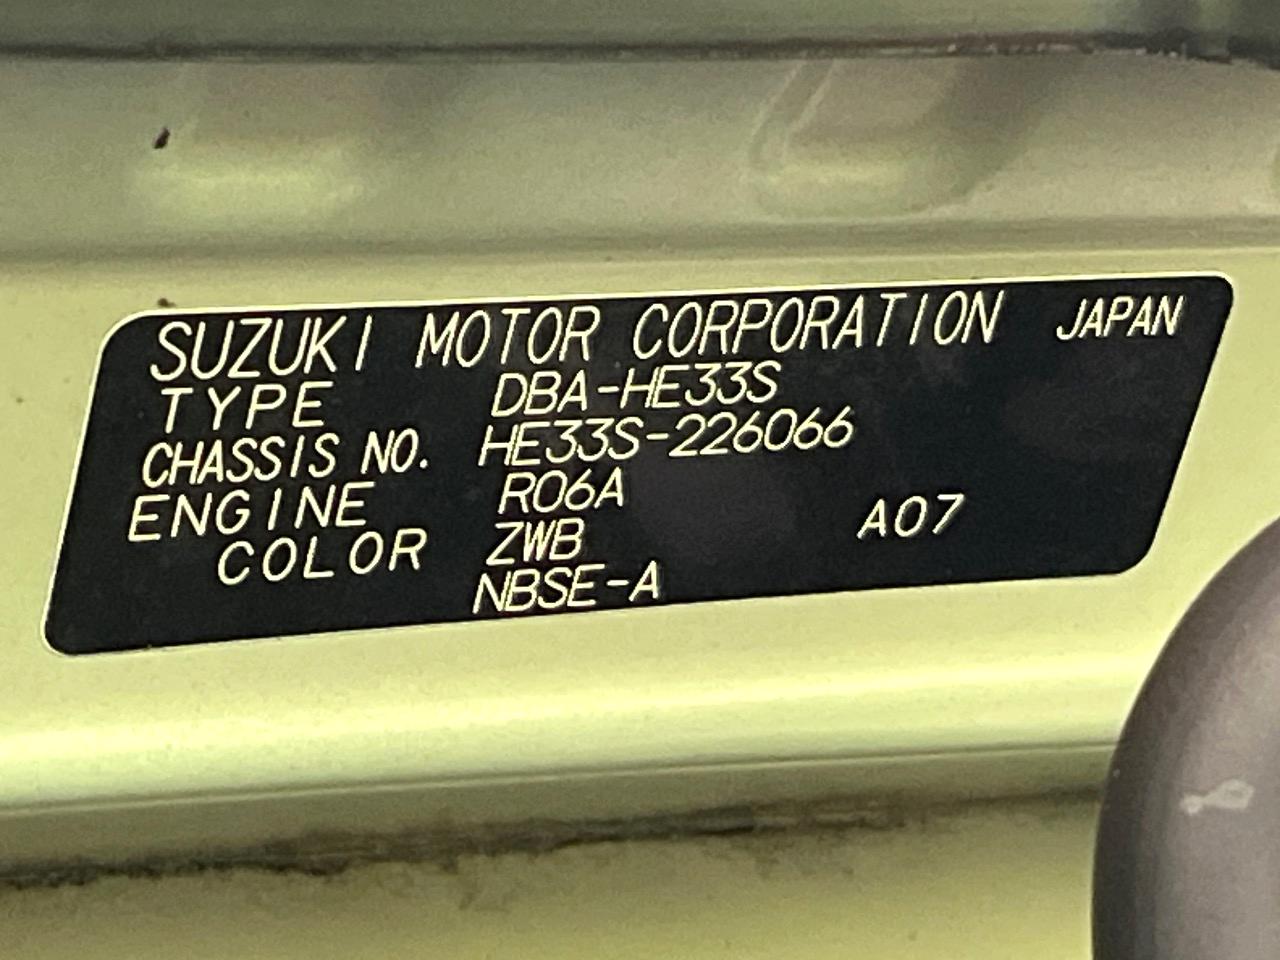 SUZUKI MOTOR CORPORATION JAPAN
TYPE DBA-HE33S
CHASSIS NO. HE33S-226066
ENGINE R06A
COLOR ZWB A07
NBSE-A